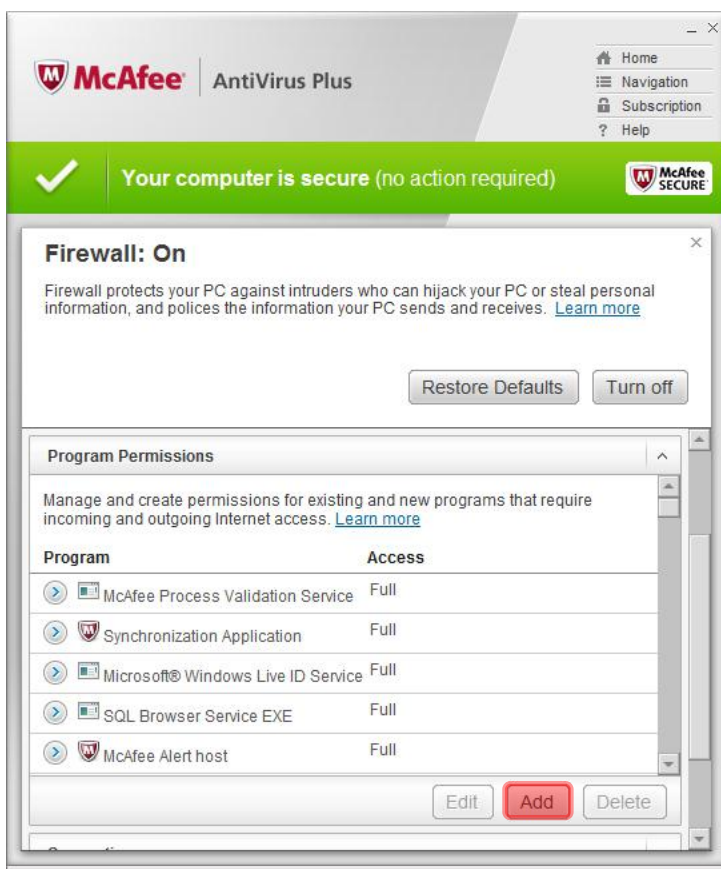 McAfee AntiVirus Plus
Home
Navigation
Subscription
? Help
Your computer is secure (no action required)
McAfee
SECURE
Firewall: On
Firewall protects your PC against intruders who can hijack your PC or steal personal
information, and polices the information your PC sends and receives. Learn more
Restore Defaults Turn off
Program Permissions
Manage and create permissions for existing and new programs that require
incoming and outgoing Internet access. Learn more
Program Access
McAfee Process Validation Service Full
Synchronization Application Full
Microsoft® Windows Live ID Service Full
SQL Browser Service EXE Full
McAfee Alert host Full
Edit Add Delete